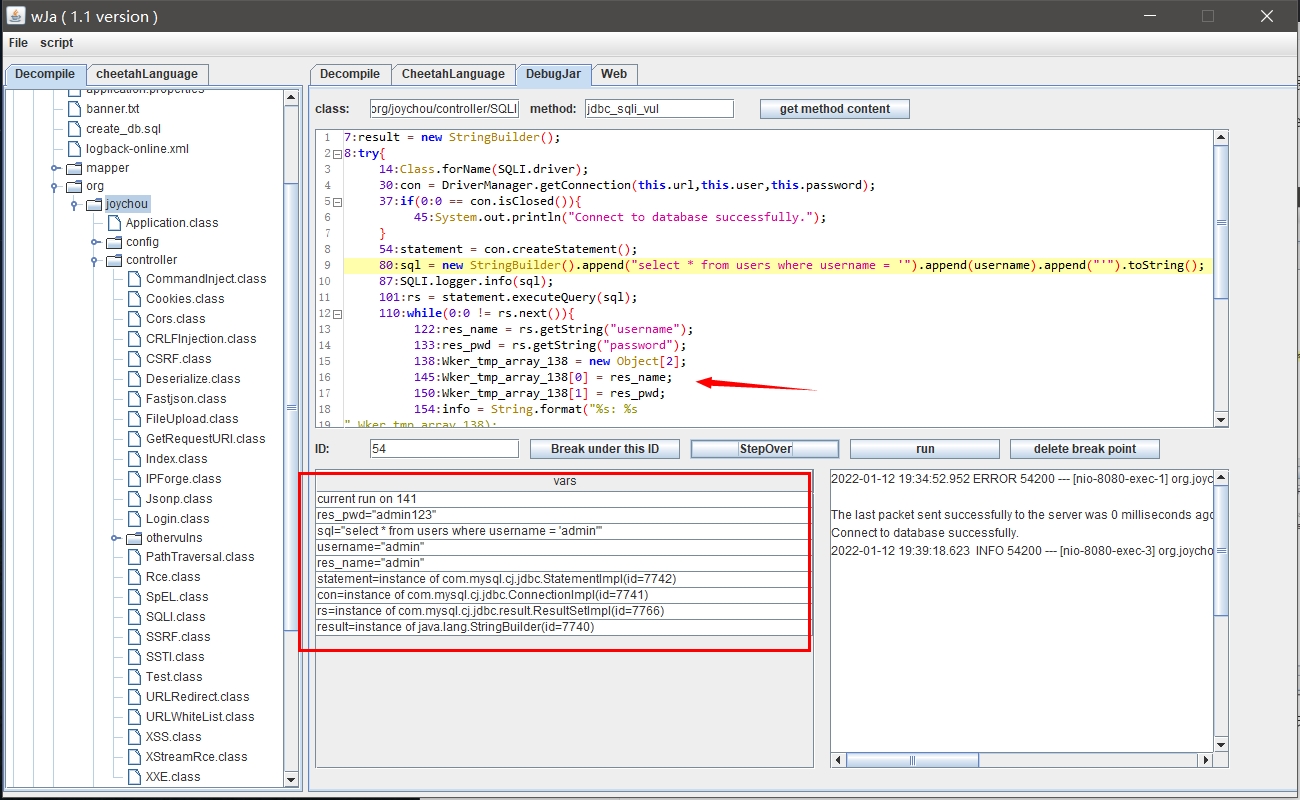 wJa ( 1.1 version )
File script
Decompile cheetahLanguage
Decompile CheetahLanguage DebugJar Web
application.properties
banner.txt
create_db.sql
logback-online.xml
mapper
org
joychou
Application.class
config
controller
CommandInject.class
Cookies.class
Cors.class
CRLFInjection.class
CSRF.class
Deserialize.class
Fastjson.class
FileUpload.class
GetRequestURI.class
Index.class
IPForge.class
Jsonp.class
Login.class
othervulns
PathTraversal.class
Rce.class
SpEL.class
SQLI.class
SSRF.class
SSTI.class
Test.class
URLRedirect.class
URLWhiteList.class
XSS.class
XStreamRce.class
XXE.class
class: org/joychou/controller/SQLI method: jdbc_sqli_vul get method content
1 7:result = new StringBuilder();
2 8:try{
3 14:Class.forName(SQLI.driver);
4 30:con = DriverManager.getConnection(this.url,this.user,this.password);
5 37:if(0:0 == con.isClosed()){
6 45:System.out.println("Connect to database successfully.");
7 }
8 54:statement = con.createStatement();
9 80:sql = new StringBuilder().append("select * from users where username = '").append(username).append("'").toString();
10 87:SQLI.logger.info(sql);
11 101:rs = statement.executeQuery(sql);
12 110:while(0:0 != rs.next()){
13 122:res_name = rs.getString("username");
14 133:res_pwd = rs.getString("password");
15 138:Wker_tmp_array_138 = new Object[2];
16 145:Wker_tmp_array_138[0] = res_name;
17 150:Wker_tmp_array_138[1] = res_pwd;
18 154:info = String.format("%s: %s
19 ",Wker_tmp_array_138);
ID: 54 Break under this ID StepOver run delete break point
vars
current run on 141
res_pwd="admin123"
sql="select * from users where username = 'admin'"
username="admin"
res_name="admin"
statement=instance of com.mysql.cj.jdbc.StatementImpl(id=7742)
con=instance of com.mysql.cj.jdbc.ConnectionImpl(id=7741)
rs=instance of com.mysql.cj.jdbc.result.ResultSetImpl(id=7766)
result=instance of java.lang.StringBuilder(id=7740)
2022-01-12 19:34:52.952 ERROR 54200 --- [nio-8080-exec-1] org.joyc
The last packet sent successfully to the server was 0 milliseconds ago
Connect to database successfully.
2022-01-12 19:39:18.623 INFO 54200 --- [nio-8080-exec-3] org.joycho